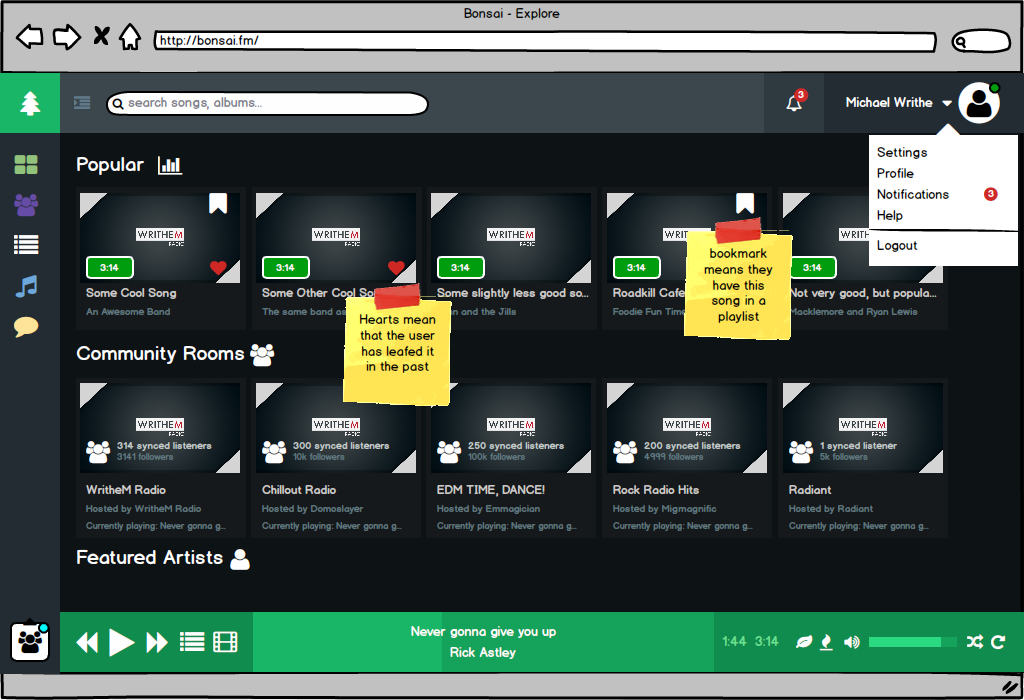 Bonsai - Explore
http://bonsai.fm/
search songs, albums...
3
Michael Writhe
Settings
Profile
Notifications 3
Help
Logout
Popular
WRITHEM
RADIO
3:14
Some Cool Song
An Awesome Band
WRITHEM
RADIO
3:14
Some Other Cool So
The same band as
WRITHEM
RADIO
3:14
Some slightly less good so...
and the Jills
3:14
Roadkill Cafe
Foodie Fun Time
3:14
Not very good, but popula...
Macklemore and Ryan Lewis
Hearts mean
that the user
has leafed it
in the past
bookmark
means they
have this
song in a
playlist
Community Rooms
WRITHEM
RADIO
314 synced listeners
3141 followers
WritheM Radio
Hosted by WritheM Radio
Currently playing: Never gonna g...
WRITHEM
RADIO
300 synced listeners
10k followers
Chillout Radio
Hosted by Domoslayer
Currently playing: Never gonna g...
WRITHEM
RADIO
250 synced listeners
100k followers
EDM TIME, DANCE!
Hosted by Emmagician
Currently playing: Never gonna g...
WRITHEM
RADIO
200 synced listeners
4999 followers
Rock Radio Hits
Hosted by Migmagnific
Currently playing: Never gonna g...
WRITHEM
RADIO
1 synced listener
5k followers
Radiant
Hosted by Radiant
Currently playing: Never gonna g...
Featured Artists
Never gonna give you up
Rick Astley
1:44 3:14